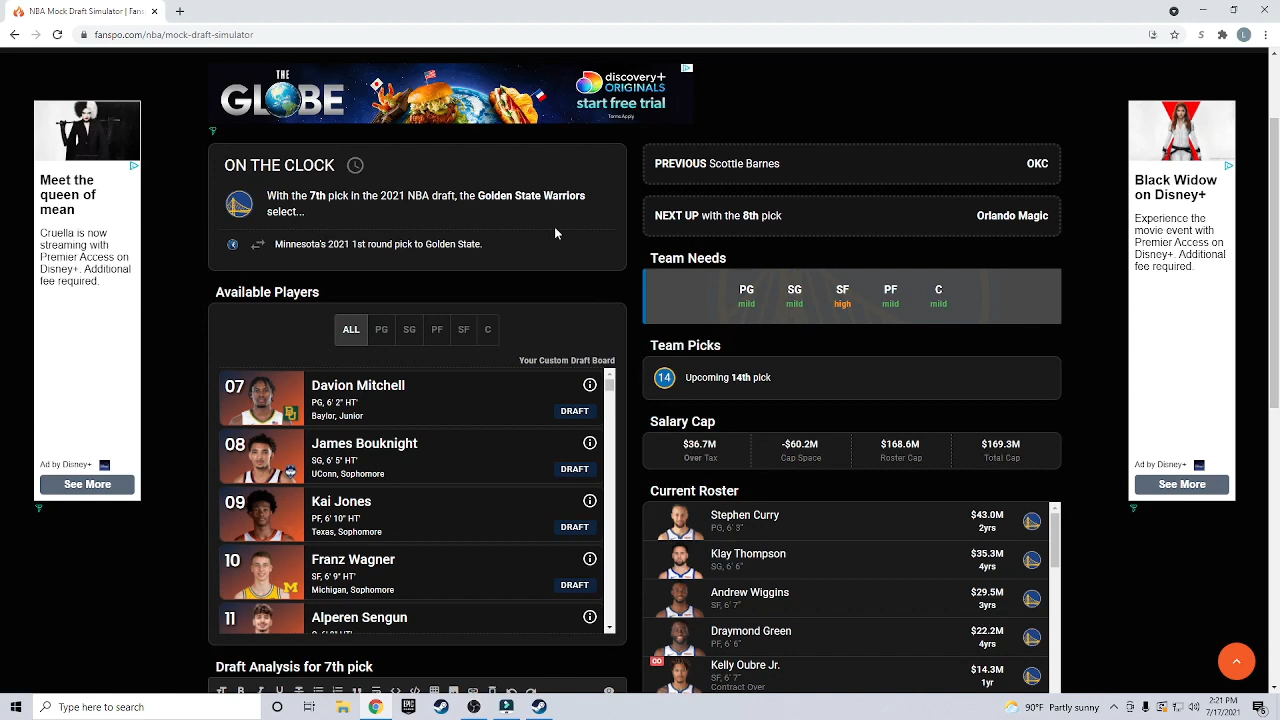 NBA Mock Draft Simulator | Fans
fanspo.com/nba/mock-draft-simulator
THE
GLOBE
discovery+
ORIGINALS
start free trial
Terms Apply
Meet the
queen of
mean
Cruella is now
streaming with
Premier Access on
Disney+. Additional
fee required.
Ad by Disney+
See More
ON THE CLOCK
With the 7th pick in the 2021 NBA draft, the Golden State Warriors
select...
Minnesota's 2021 1st round pick to Golden State.
Available Players
ALL PG SG PF SF C
Your Custom Draft Board
07 Davion Mitchell
PG, 6' 2" HT'
Baylor, Junior
DRAFT
08 James Bouknight
SG, 6' 5" HT'
UConn, Sophomore
DRAFT
09 Kai Jones
PF, 6' 10" HT'
Texas, Sophomore
DRAFT
10 Franz Wagner
SF, 6' 9" HT'
Michigan, Sophomore
DRAFT
11 Alperen Sengun
Draft Analysis for 7th pick
PREVIOUS Scottie Barnes OKC
NEXT UP with the 8th pick Orlando Magic
Team Needs
PG SG SF PF C
mild mild high mild mild
Team Picks
14 Upcoming 14th pick
Salary Cap
$36.7M -$60.2M $168.6M $169.3M
Over Tax Cap Space Roster Cap Total Cap
Current Roster
Stephen Curry $43.0M
PG, 6' 3" 2yrs
Klay Thompson $35.3M
SG, 6' 6" 4yrs
Andrew Wiggins $29.5M
SF, 6' 7" 3yrs
Draymond Green $22.2M
PF, 6' 6" 4yrs
Kelly Oubre Jr. $14.3M
SF, 6' 7" 1yr
Contract Over
Black Widow
on Disney+
Experience the
movie event with
Premier Access on
Disney+. Additional
fee required.
Ad by Disney+
See More
Type here to search
90°F Partly sunny
2:21 PM
7/17/2021